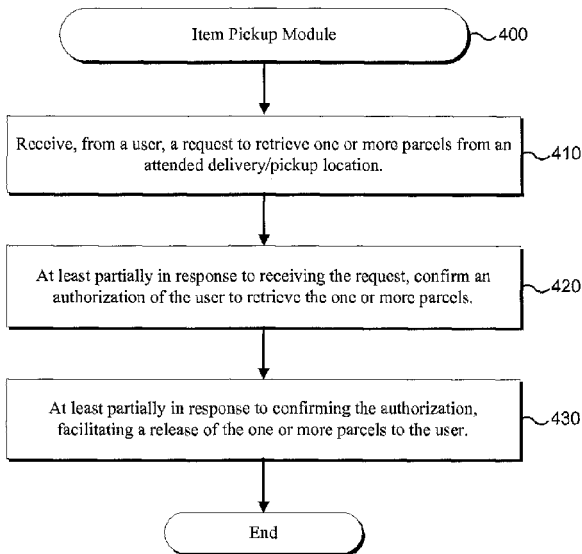 Item Pickup Module
400
Receive, from a user, a request to retrieve one or more parcels from an
attended delivery/pickup location.
410
At least partially in response to receiving the request, confirm an
authorization of the user to retrieve the one or more parcels.
420
At least partially in response to confirming the authorization,
facilitating a release of the one or more parcels to the user.
430
End